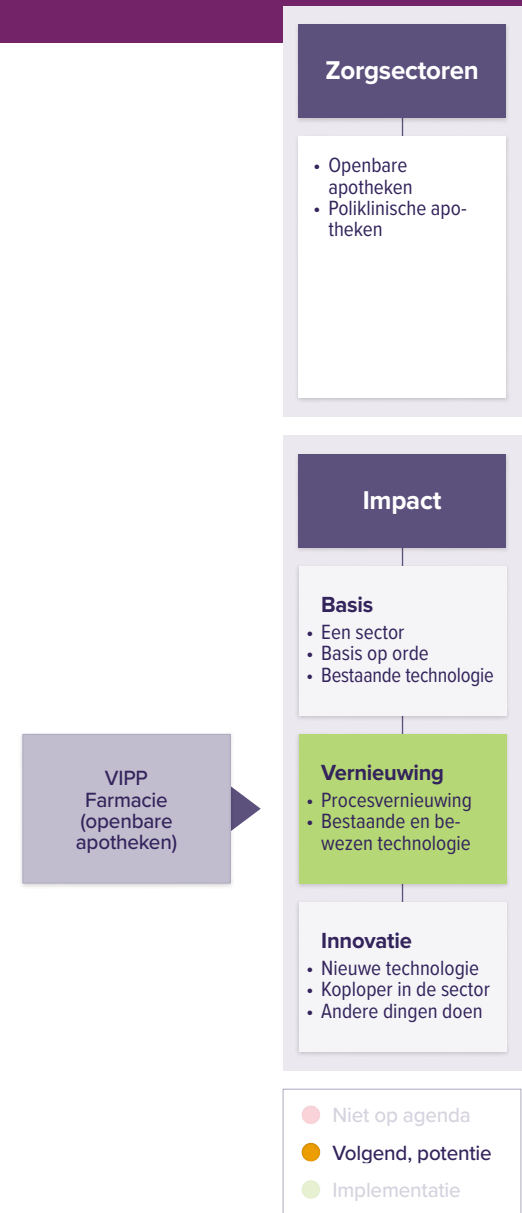 Zorgsectoren
• Openbare
apotheken
• Poliklinische apo-
theken
Impact
Basis
• Een sector
• Basis op orde
• Bestaande technologie
VIPP
Farmacie
(openbare
apotheken)
Vernieuwing
• Procesvernieuwing
• Bestaande en be-
wezen technologie
Innovatie
• Nieuwe technologie
• Koploper in de sector
• Andere dingen doen
Niet op agenda
Volgend, potentie
Implementatie